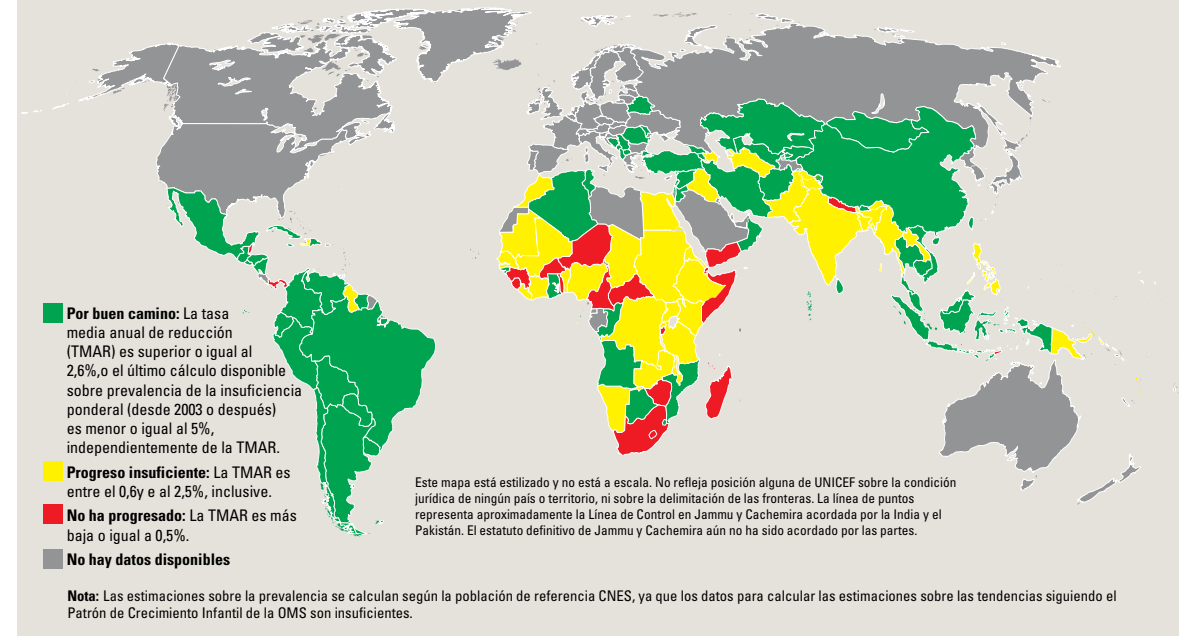 Por buen camino: La tasa
media anual de reducción
(TMAR) es superior o igual al
2,6%,o el último cálculo disponible
sobre prevalencia de la insuficiencia
ponderal (desde 2003 o después)
es menor o igual al 5%,
independientemente de la TMAR.
Progreso insuficiente: La TMAR es
entre el 0,6y e al 2,5%, inclusive.
No ha progresado: La TMAR es más
baja o igual a 0,5%.
No hay datos disponibles
Este mapa está estilizado y no está a escala. No refleja posición alguna de UNICEF sobre la condición
jurídica de ningún país o territorio, ni sobre la delimitación de las fronteras. La línea de puntos
representa aproximadamente la Línea de Control en Jammu y Cachemira acordada por la India y el
Pakistán. El estatuto definitivo de Jammu y Cachemira aún no ha sido acordado por las partes.
Nota: Las estimaciones sobre la prevalencia se calculan según la población de referencia CNES, ya que los datos para calcular las estimaciones sobre las tendencias siguiendo el
Patrón de Crecimiento Infantil de la OMS son insuficientes.